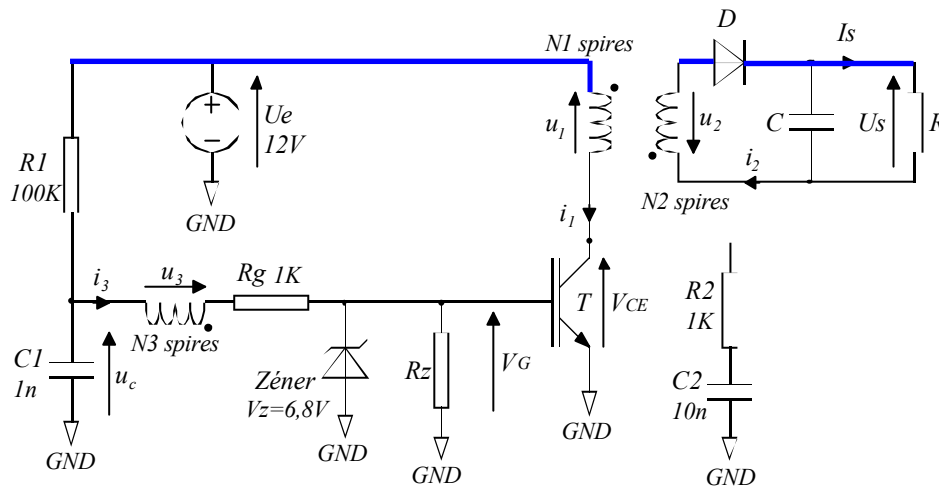 N1 spires
D
Is
Ue
12V
u1
u2
C
Us
R
R1
100K
GND
i2
N2 spires
i1
i3
u3
Rg 1K
R2
1K
T
VCE
N3 spires
C1
1n
uc
Zéner
Vz=6,8V
Rz
VG
C2
10n
GND
GND
GND
GND
GND